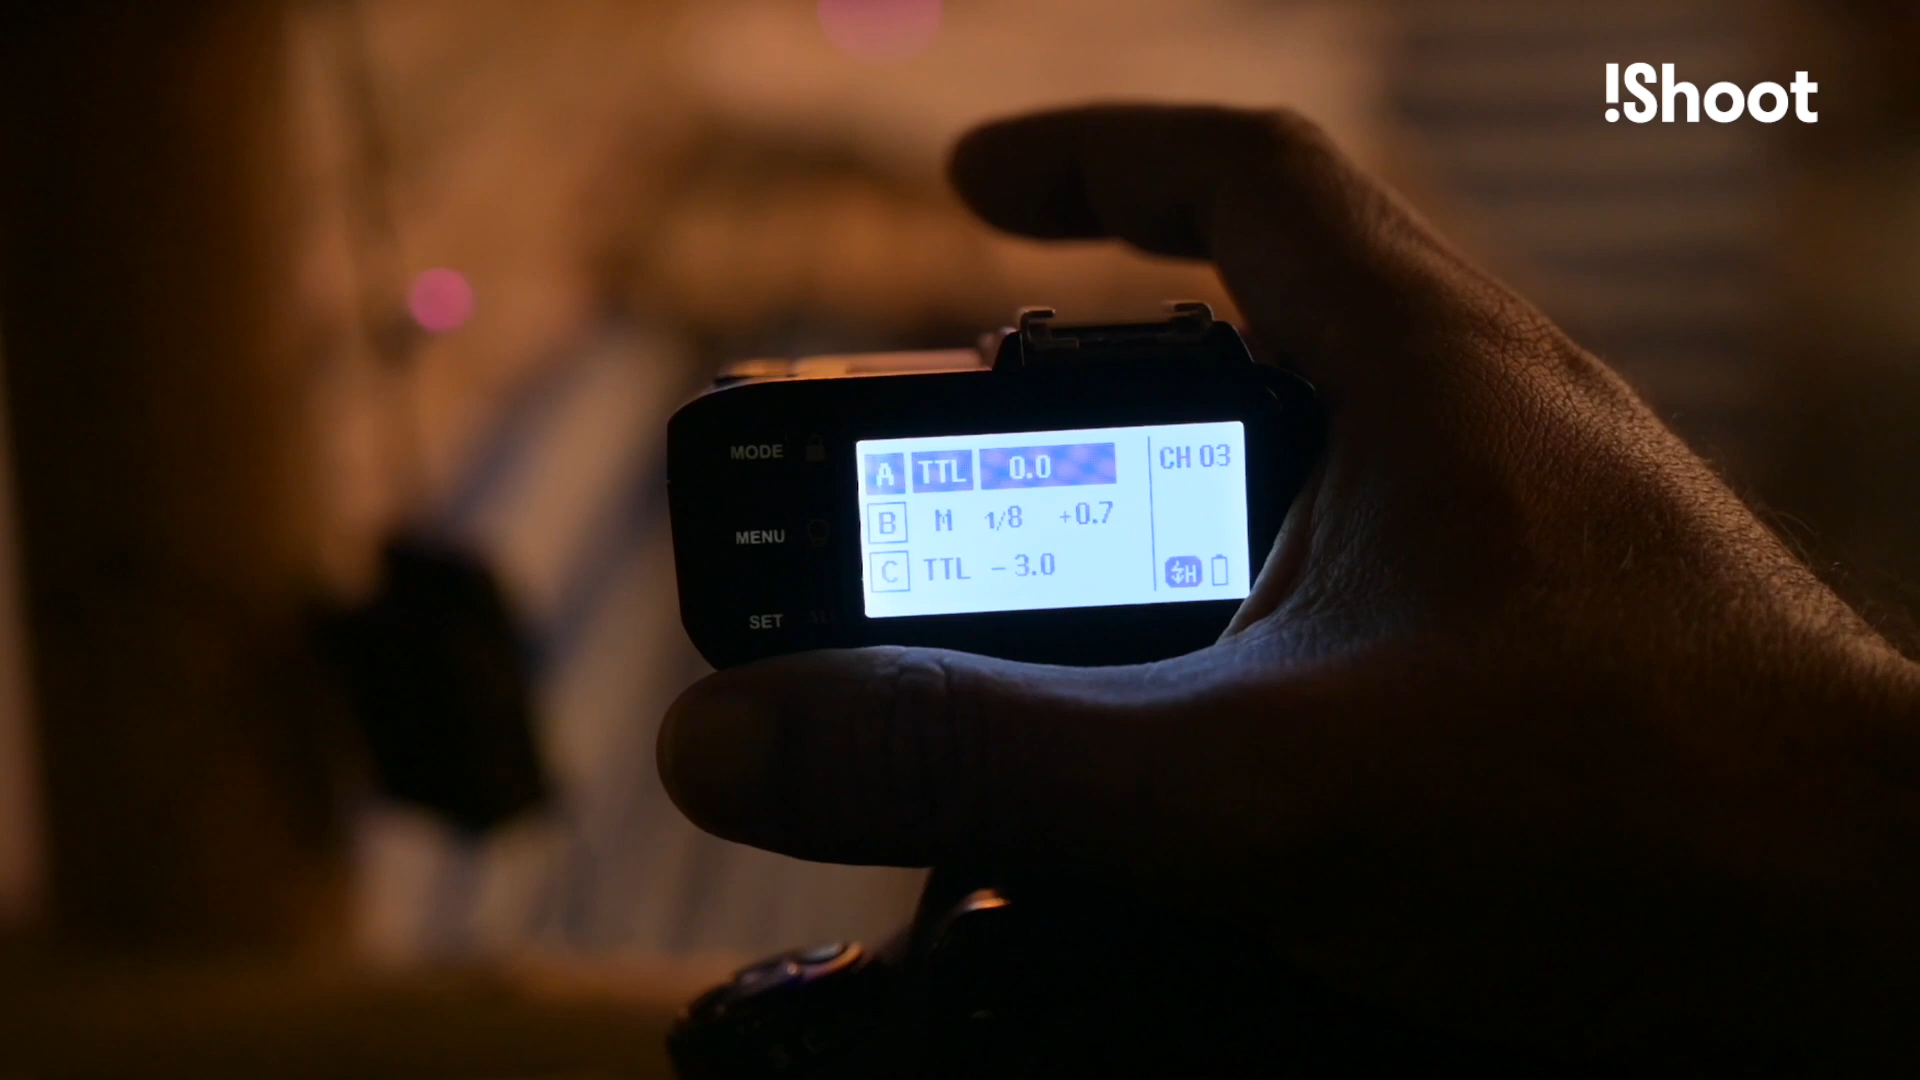 !Shoot
MODE
MENU
SET
A TTL 0.0
B M 1/8 +0.7
C TTL -3.0
CH 03
H